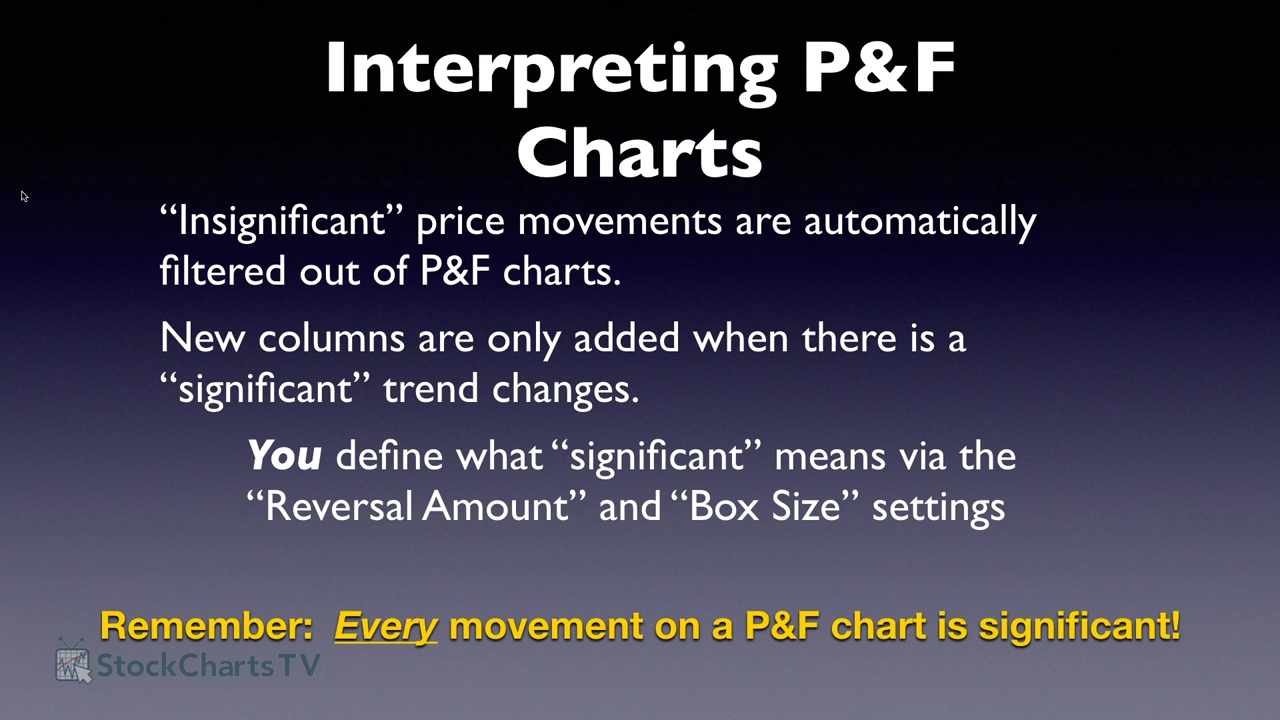 Interpreting P&F
Charts
“Insignificant” price movements are automatically
filtered out of P&F charts.
New columns are only added when there is a
“significant” trend changes.
You define what “significant” means via the
“Reversal Amount” and “Box Size” settings
Remember: Every movement on a P&F chart is significant!
StockChartsTV